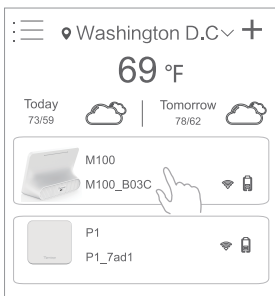 Washington D.C
69 °F
Today
73/59
Tomorrow
78/62
M100
M100_B03C
P1
P1_7ad1